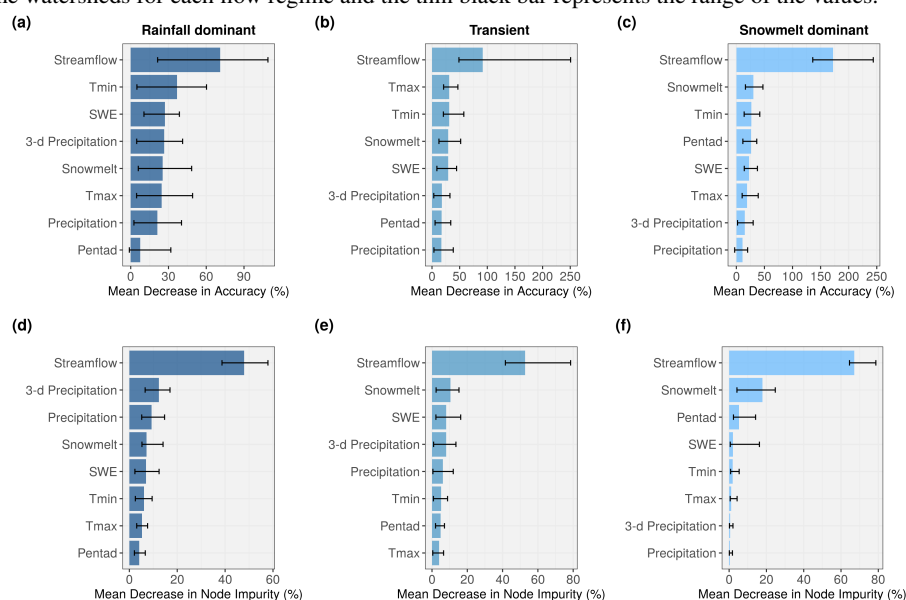 he watersheds for each flow regime and the thin black bar represents the range of the values.
(a) Rainfall dominant
Streamflow
Tmin
SWE
3-d Precipitation
Snowmelt
Tmax
Precipitation
Pentad
0 30 60 90
Mean Decrease in Accuracy (%)
(b) Transient
Streamflow
Tmax
Tmin
Snowmelt
SWE
3-d Precipitation
Pentad
Precipitation
0 50 100 150 200 250
Mean Decrease in Accuracy (%)
(c) Snowmelt dominant
Streamflow
Snowmelt
Tmin
Pentad
SWE
Tmax
3-d Precipitation
Precipitation
0 50 100 150 200 250
Mean Decrease in Accuracy (%)
(d)
Streamflow
3-d Precipitation
Precipitation
Snowmelt
SWE
Tmin
Tmax
Pentad
0 20 40 60
Mean Decrease in Node Impurity (%)
(e)
Streamflow
Snowmelt
SWE
3-d Precipitation
Precipitation
Tmin
Pentad
Tmax
0 20 40 60 80
Mean Decrease in Node Impurity (%)
(f)
Streamflow
Snowmelt
Pentad
SWE
Tmin
Tmax
3-d Precipitation
Precipitation
0 20 40 60 80
Mean Decrease in Node Impurity (%)